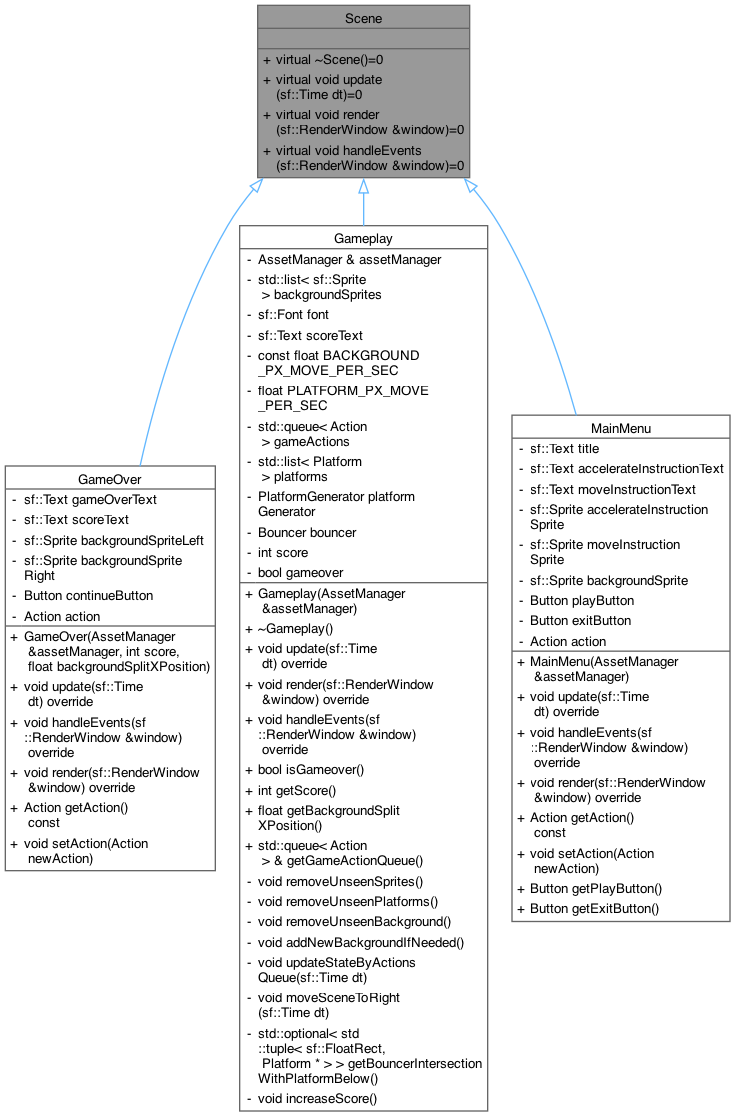 Scene
+ virtual ~Scene()=0
+ virtual void update
(sf::Time dt)=0
+ virtual void render
(sf::RenderWindow &window)=0
+ virtual void handleEvents
(sf::RenderWindow &window)=0
Gameplay
- AssetManager & assetManager
- std::list< sf::Sprite
> backgroundSprites
- sf::Font font
- sf::Text scoreText
- const float BACKGROUND
_PX_MOVE_PER_SEC
- float PLATFORM_PX_MOVE
_PER_SEC
- std::queue< Action
> gameActions
- std::list< Platform
> platforms
- PlatformGenerator platform
Generator
- Bouncer bouncer
- int score
- bool gameover
+ Gameplay(AssetManager
&assetManager)
+ ~Gameplay()
+ void update(sf::Time
dt) override
+ void render(sf::RenderWindow
&window) override
+ void handleEvents(sf
::RenderWindow &window)
override
+ bool isGameover()
+ int getScore()
+ float getBackgroundSplit
XPosition()
+ std::queue< Action
> & getGameActionQueue()
- void removeUnseenSprites()
- void removeUnseenPlatforms()
- void removeUnseenBackground()
- void addNewBackgroundIfNeeded()
- void updateStateByActions
Queue(sf::Time dt)
- void moveSceneToRight
(sf::Time dt)
- std::optional< std
::tuple< sf::FloatRect,
Platform * > > getBouncerIntersection
WithPlatformBelow()
- void increaseScore()
MainMenu
- sf::Text title
- sf::Text accelerateInstructionText
- sf::Text moveInstructionText
- sf::Sprite accelerateInstruction
Sprite
- sf::Sprite moveInstruction
Sprite
- sf::Sprite backgroundSprite
- Button playButton
- Button exitButton
- Action action
+ MainMenu(AssetManager
&assetManager)
+ void update(sf::Time
dt) override
+ void handleEvents(sf
::RenderWindow &window)
override
+ void render(sf::RenderWindow
&window) override
+ Action getAction()
const
+ void setAction(Action
newAction)
+ Button getPlayButton()
+ Button getExitButton()
GameOver
- sf::Text gameOverText
- sf::Text scoreText
- sf::Sprite backgroundSpriteLeft
- sf::Sprite backgroundSprite
Right
- Button continueButton
- Action action
+ GameOver(AssetManager
&assetManager, int score,
float backgroundSplitXPosition)
+ void update(sf::Time
dt) override
+ void handleEvents(sf
::RenderWindow &window)
override
+ void render(sf::RenderWindow
&window) override
+ Action getAction()
const
+ void setAction(Action
newAction)